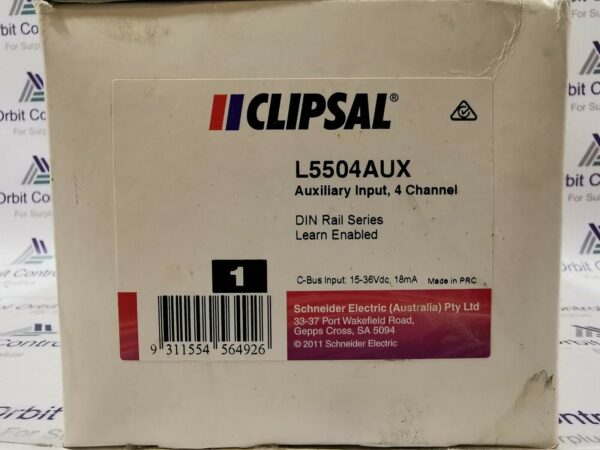 CLIPSAL®
L5504AUX
Auxiliary Input, 4 Channel
DIN Rail Series
Learn Enabled
1
C-Bus Input: 15-36Vdc, 18mA Made in PRC
Schneider Electric (Australia) Pty Ltd
33-37 Port Wakefield Road,
Gepps Cross, SA 5094
© 2011 Schneider Electric
9 311554 564926